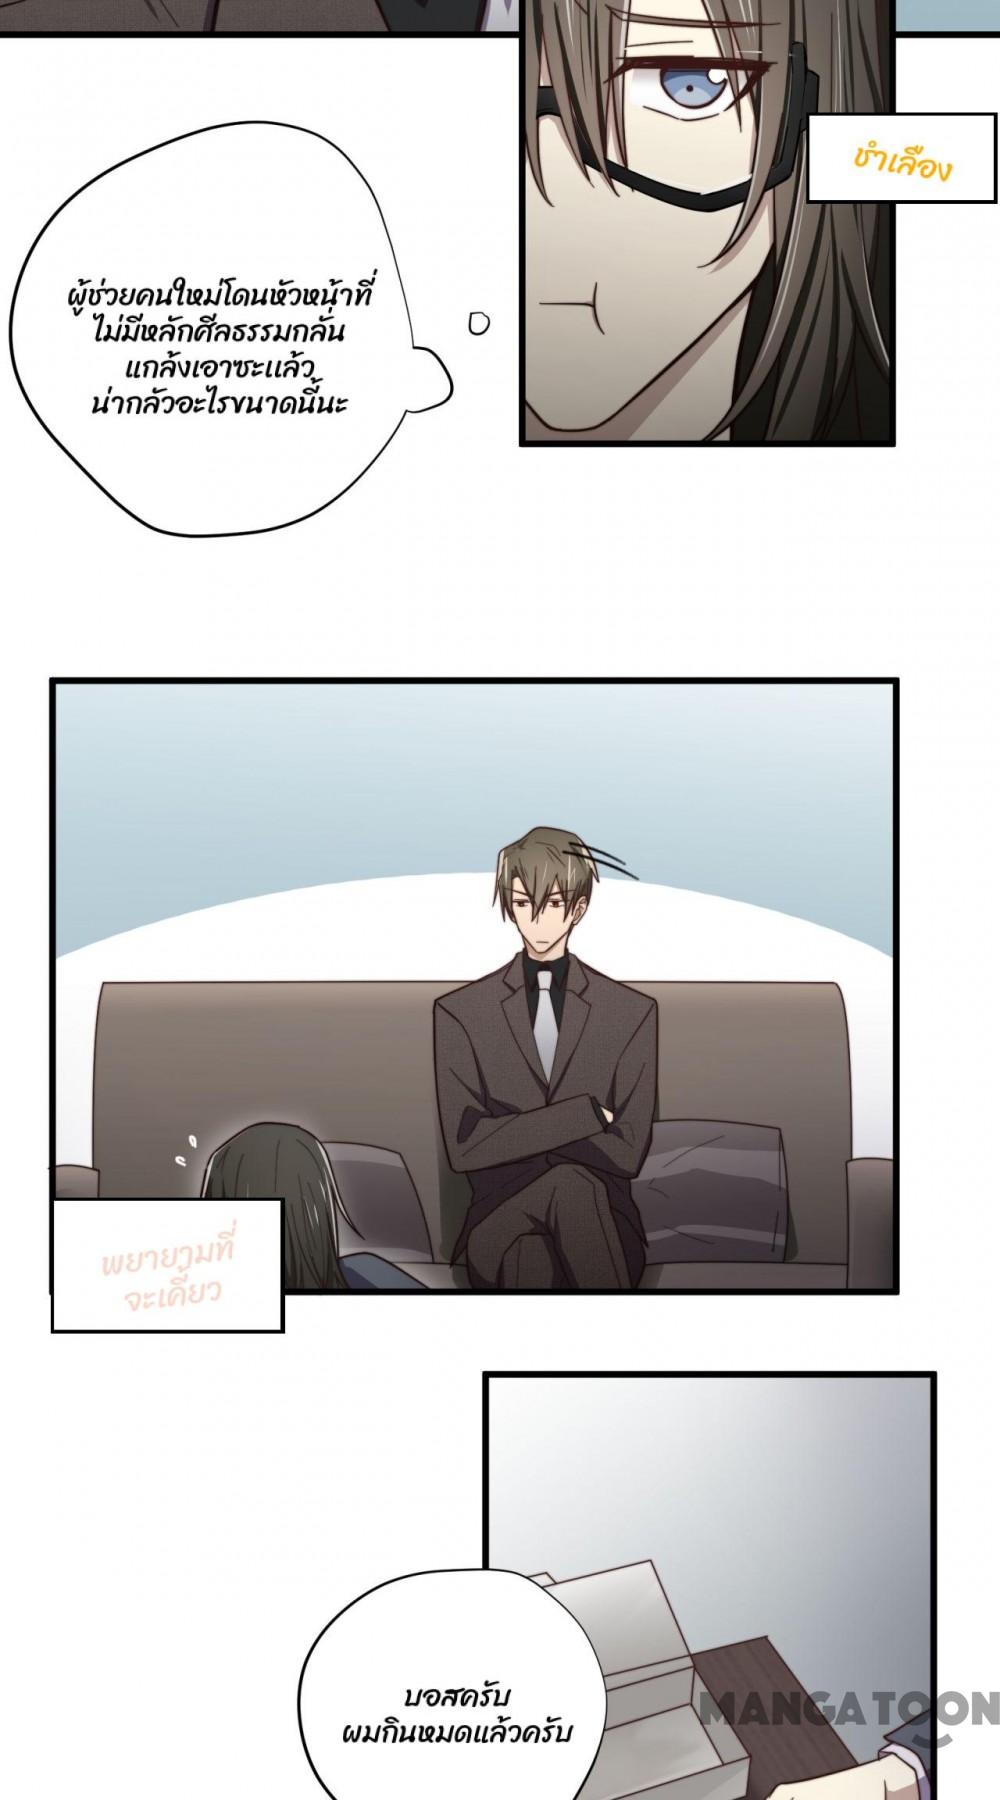 ชำเลือง
ผู้ช่วยคนใหม่โดนหัวหน้าที่
ไม่มีหลักศีลธรรมกลั่น
แกล้งเอาซะแล้ว
น่ากลัวอะไรขนาดนี้นะ
พยายามที่
จะเคี้ยว
บอสครับ
ผมกินหมดแล้วครับ
MANGATOON